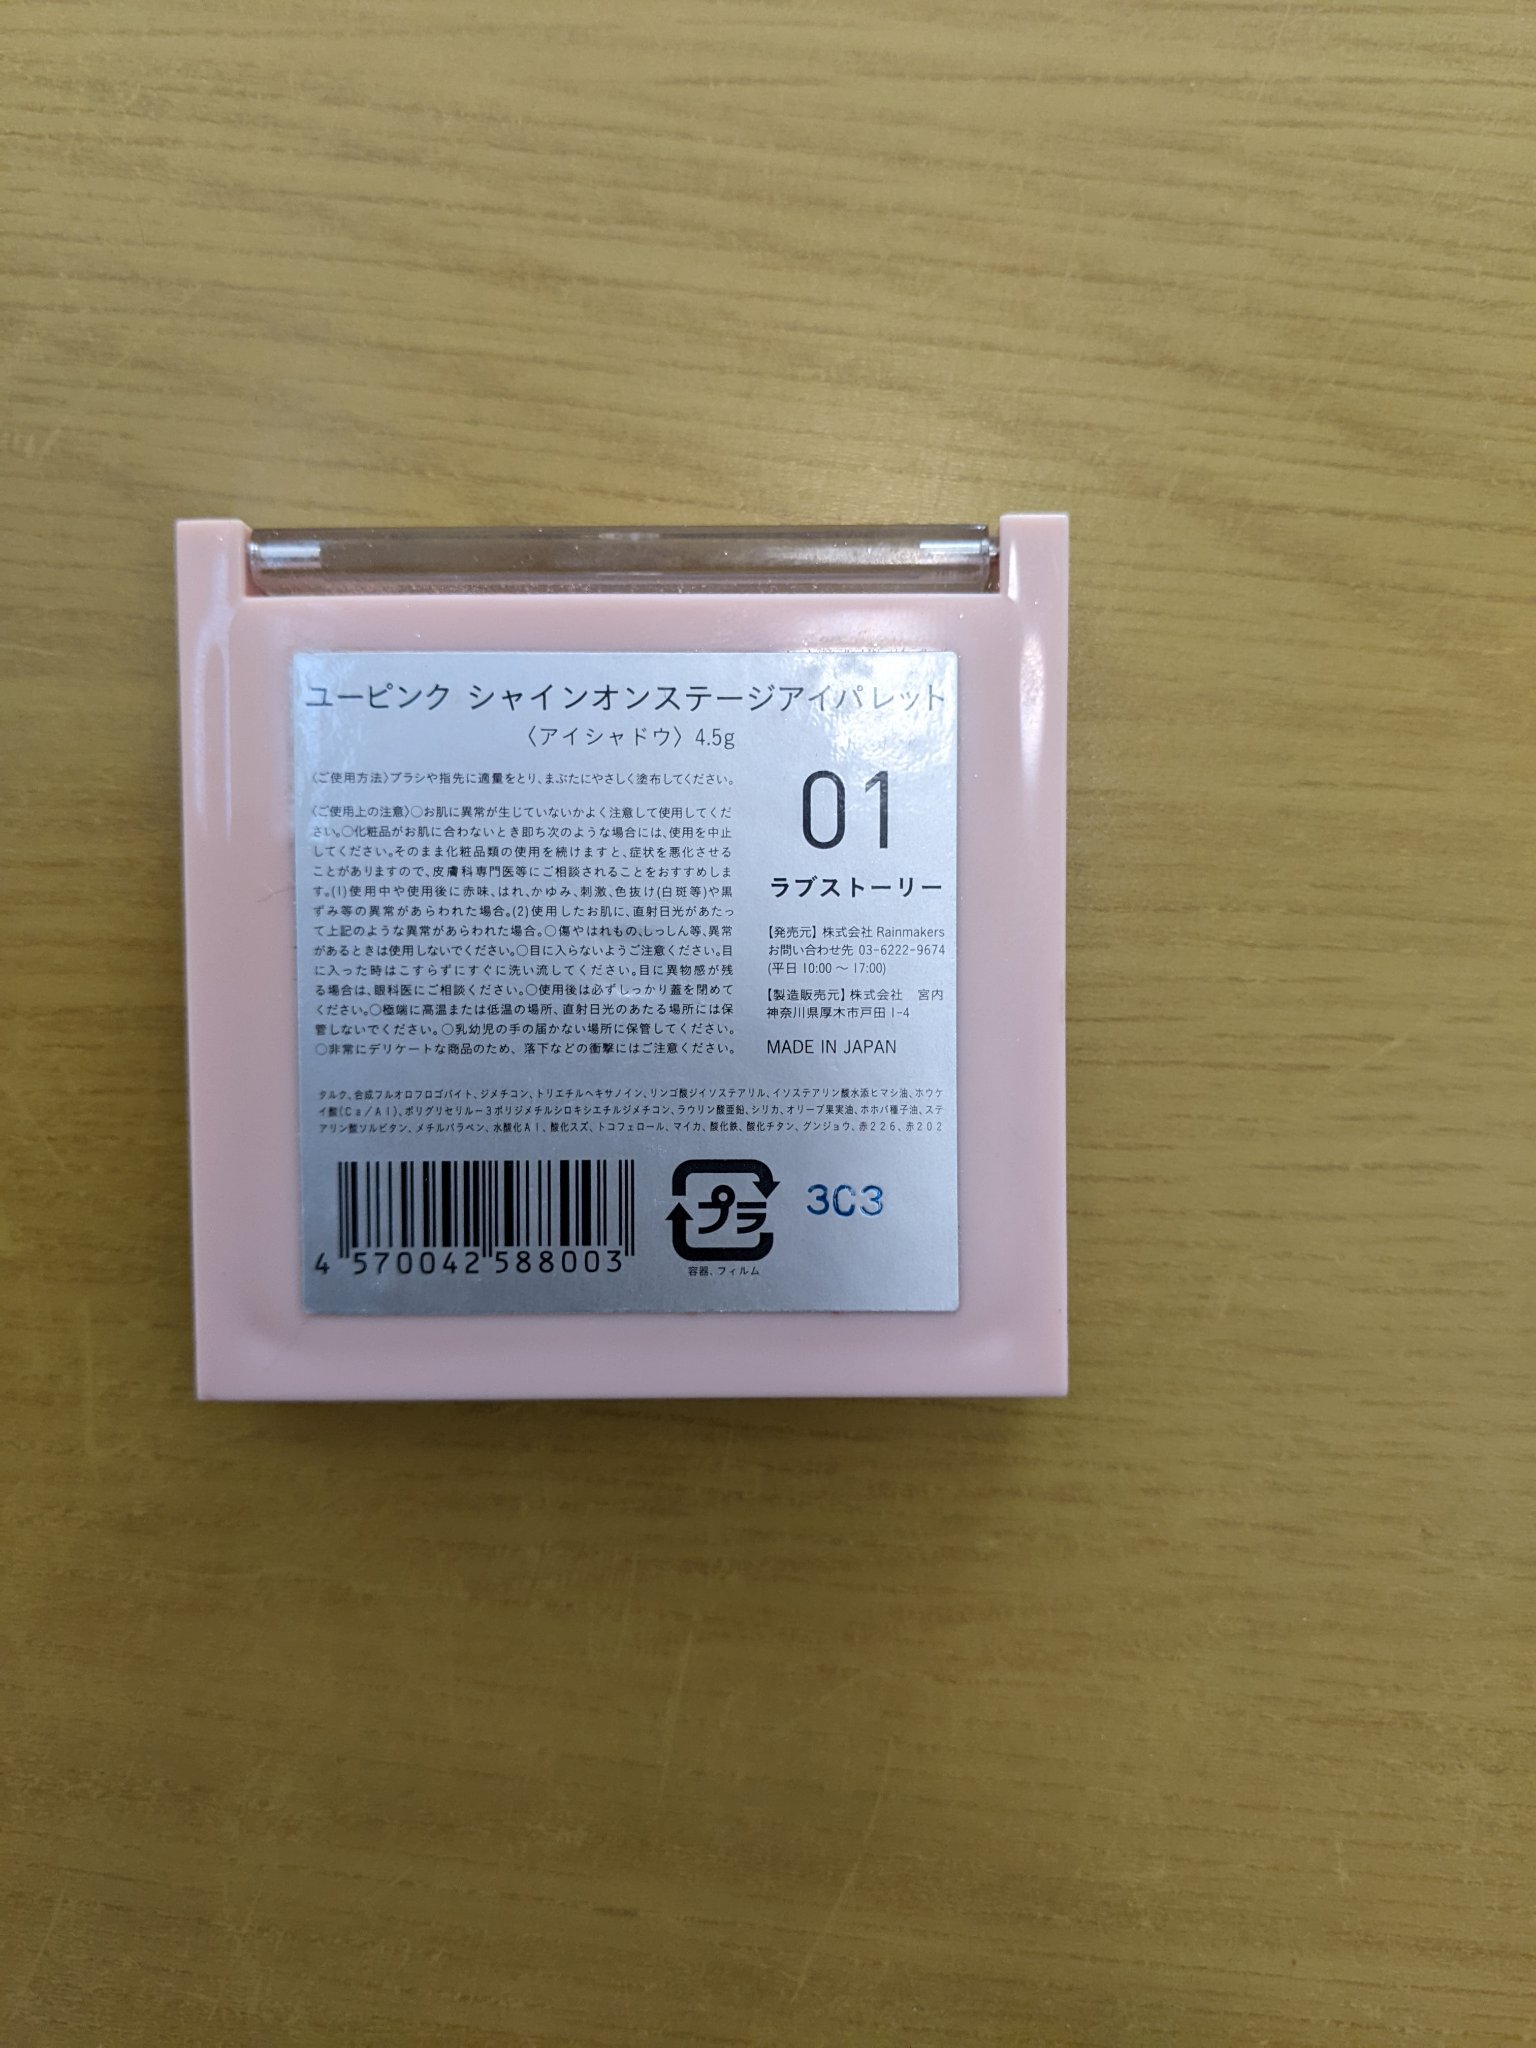 ユーピンク シャインオンステージアイパレット
〈アイシャドウ〉 4.5g
〈ご使用方法〉ブラシや指先に適量をとり、まぶたにやさしく塗布してください。
〈ご使用上の注意〉○お肌に異常が生じていないかよく注意して使用してくだ
さい。○化粧品がお肌に合わないとき即ち次のような場合には、使用を中止
してください。そのまま化粧品類の使用を続けますと、症状を悪化させる
ことがありますので、皮膚科専門医等にご相談されることをおすすめしま
す。(1)使用中や使用後に赤味、はれ、かゆみ、刺激、色抜け(白斑等)や黒
ずみ等の異常があらわれた場合。(2)使用したお肌に、直射日光があたっ
て上記のような異常があらわれた場合。○傷やはれもの、しっしん等、異常
があるときは使用しないでください。○目に入らないようご注意ください。目
に入った時はこすらずにすぐに洗い流してください。目に異物感が残
る場合は、眼科医にご相談ください。○使用後は必ずしっかり蓋を閉めて
ください。○極端に高温または低温の場所、直射日光のあたる場所には保
管しないでください。○乳幼児の手の届かない場所に保管してください。
○非常にデリケートな商品のため、落下などの衝撃にはご注意ください。
01
ラブストーリー
【発売元】株式会社 Rainmakers
お問い合わせ先 03-6222-9674
(平日 10:00 〜 17:00)
【製造販売元】株式会社 宮内
神奈川県厚木市戸田 1-4
MADE IN JAPAN
タルク、合成フルオロフロゴパイト、ジメチコン、トリエチルヘキサノイン、リンゴ酸ジイソステアリル、イソステアリン酸水添ヒマシ油、ホウケ
イ酸(Ca/Al)、ポリグリセリル-3ポリジメチルシロキシエチルジメチコン、ラウリン酸亜鉛、シリカ、オリーブ果実油、ホホバ種子油、ステ
アリン酸ソルビタン、メチルパラベン、水酸化Al、酸化スズ、トコフェロール、マイカ、酸化鉄、酸化チタン、グンジョウ、赤226、赤202
4 570042 588003
プラ
容器、フィルム
3C3